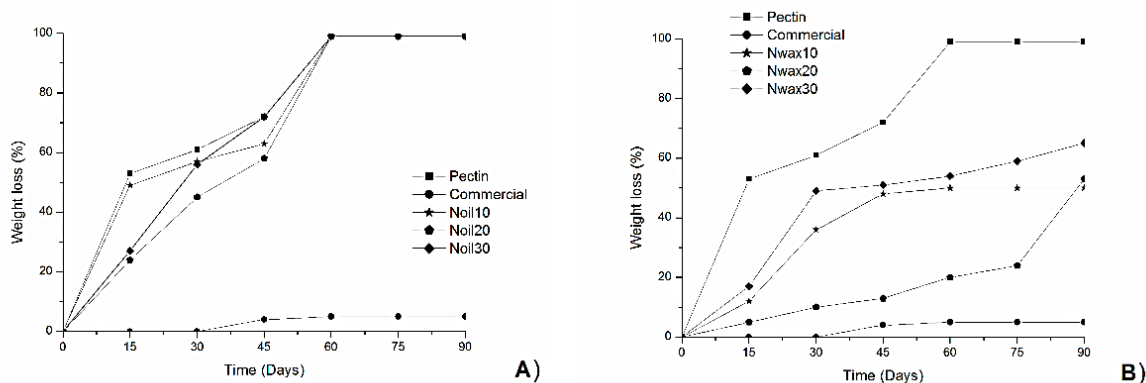 100
80
60
40
20
0
Weight loss (%)
Pectin
Commercial
Noil10
Noil20
Noil30
0 15 30 45 60 75 90
Time (Days)
A)
Pectin
Commercial
Nwax10
Nwax20
Nwax30
100
80
60
40
20
0
Weight loss (%)
0 15 30 45 60 75 90
Time (Days)
B)